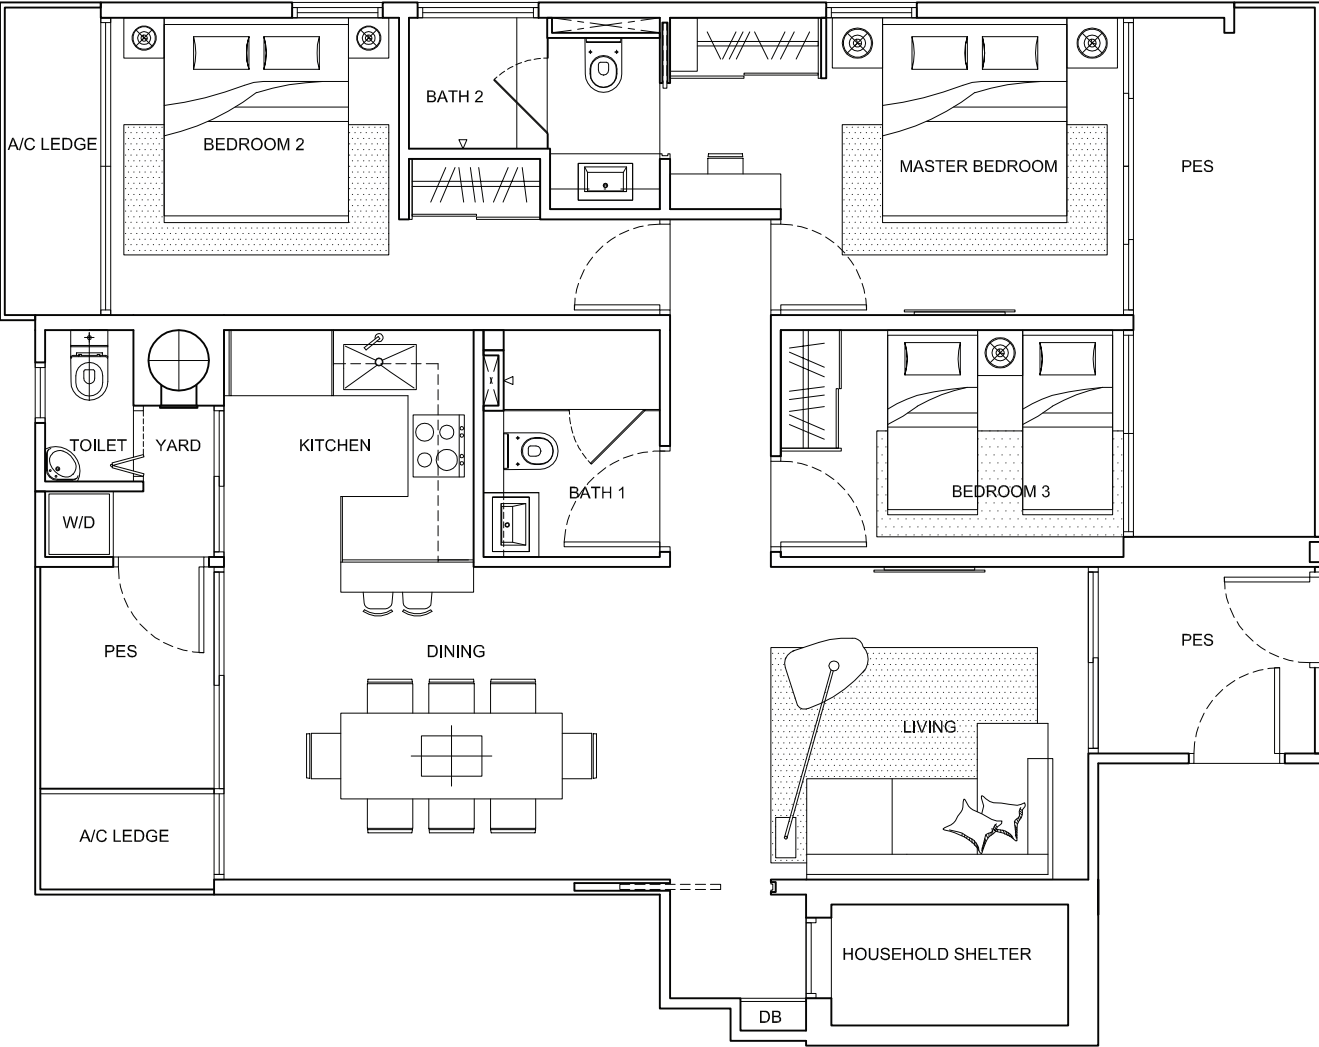 BATH 2
A/C LEDGE
BEDROOM 2
MASTER BEDROOM
PES
TOILET
YARD
KITCHEN
BATH 1
BEDROOM 3
W/D
PES
DINING
PES
LIVING
A/C LEDGE
HOUSEHOLD SHELTER
DB